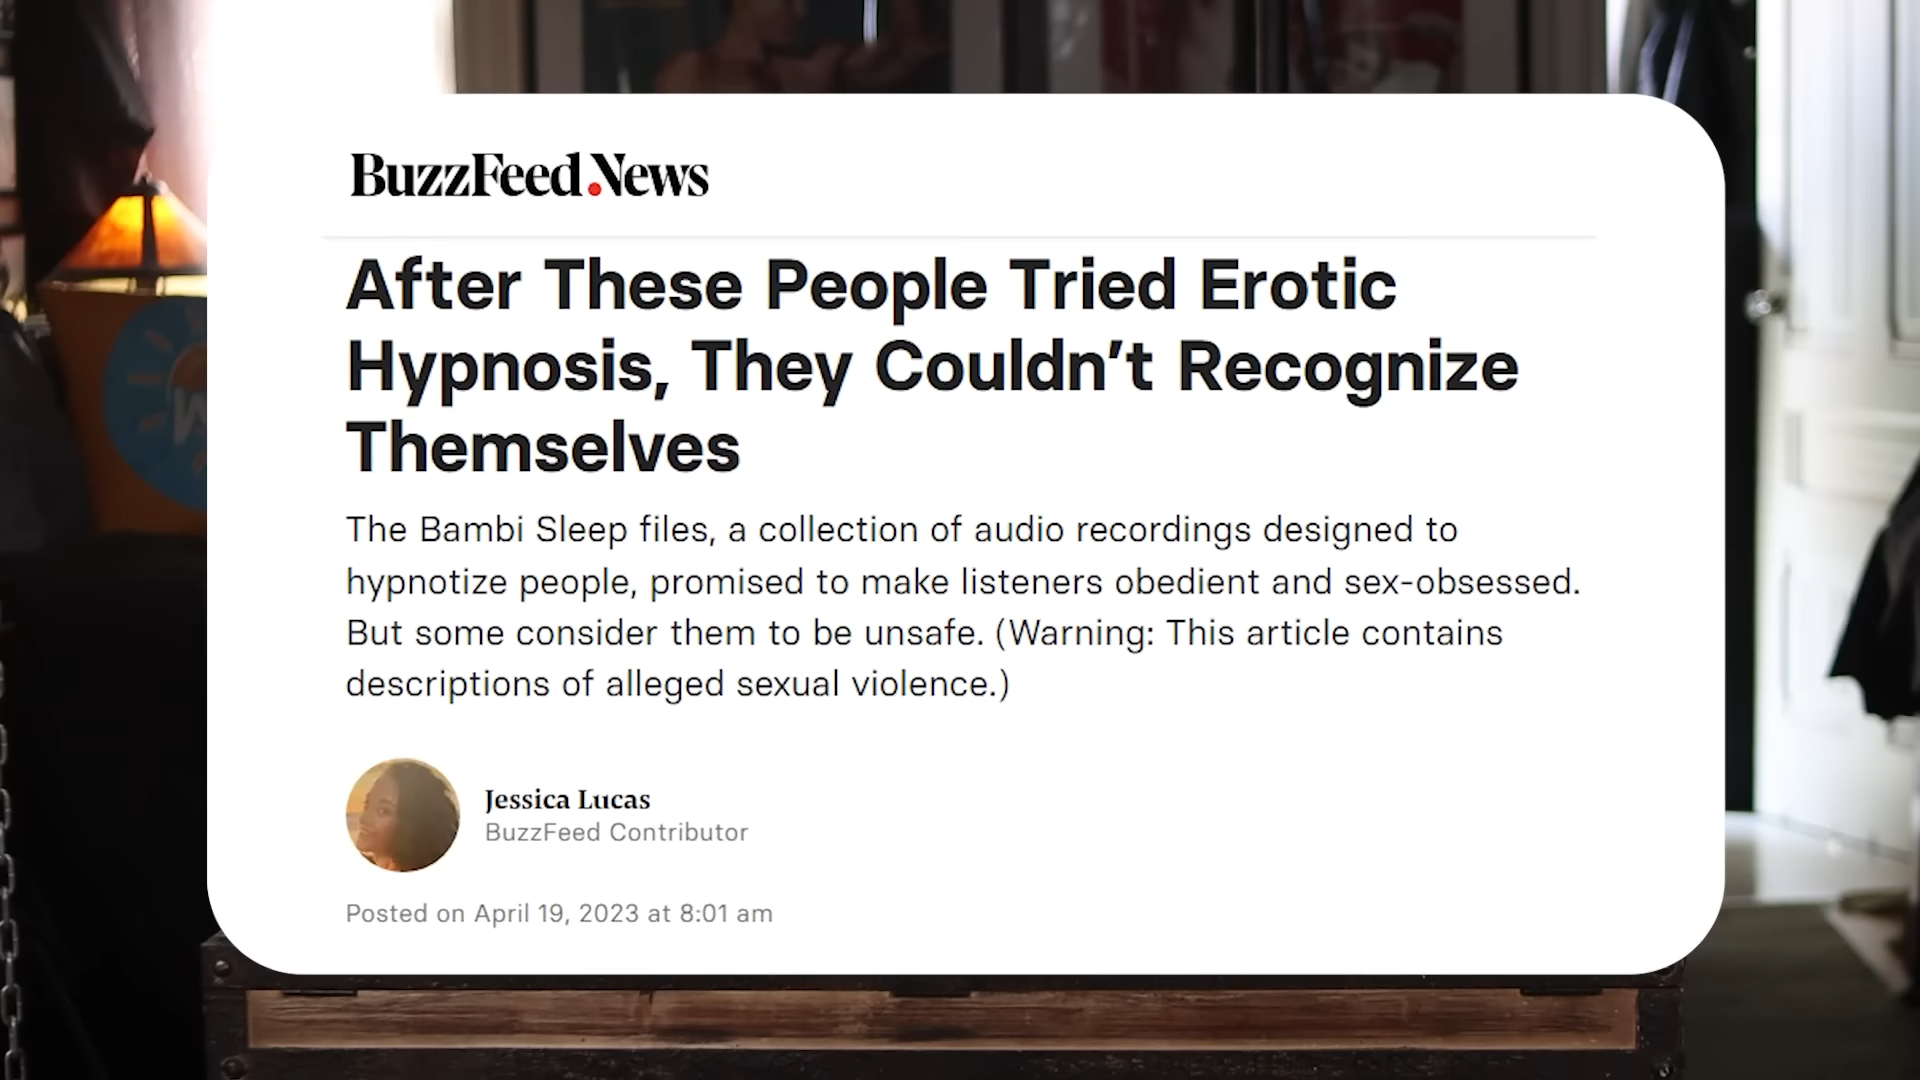 BuzzFeed News
After These People Tried Erotic
Hypnosis, They Couldn’t Recognize
Themselves
The Bambi Sleep files, a collection of audio recordings designed to
hypnotize people, promised to make listeners obedient and sex-obsessed.
But some consider them to be unsafe. (Warning: This article contains
descriptions of alleged sexual violence.)
Jessica Lucas
BuzzFeed Contributor
Posted on April 19, 2023 at 8:01 am